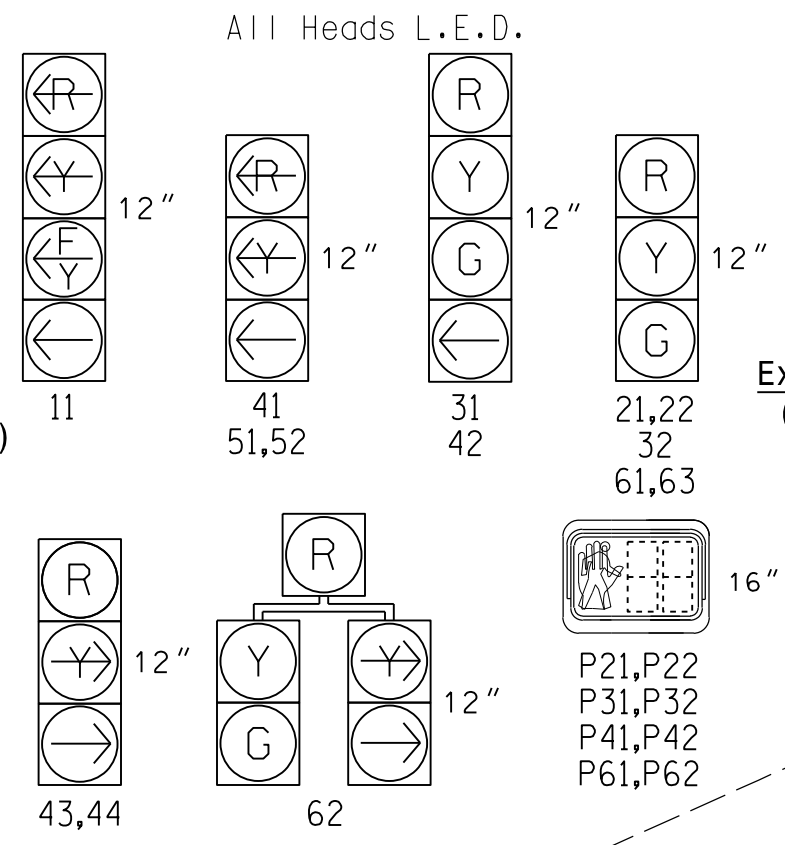 All Heads L.E.D.
R
Y
F
Y
12"
11
R
Y
12"
41
51,52
R
Y
G
12"
31
42
R
Y
G
12"
21,22
32
61,63
Ex
)
(
R
Y
12"
43,44
R
Y
G
Y
12"
62
16"
P21,P22
P31,P32
P41,P42
P61,P62